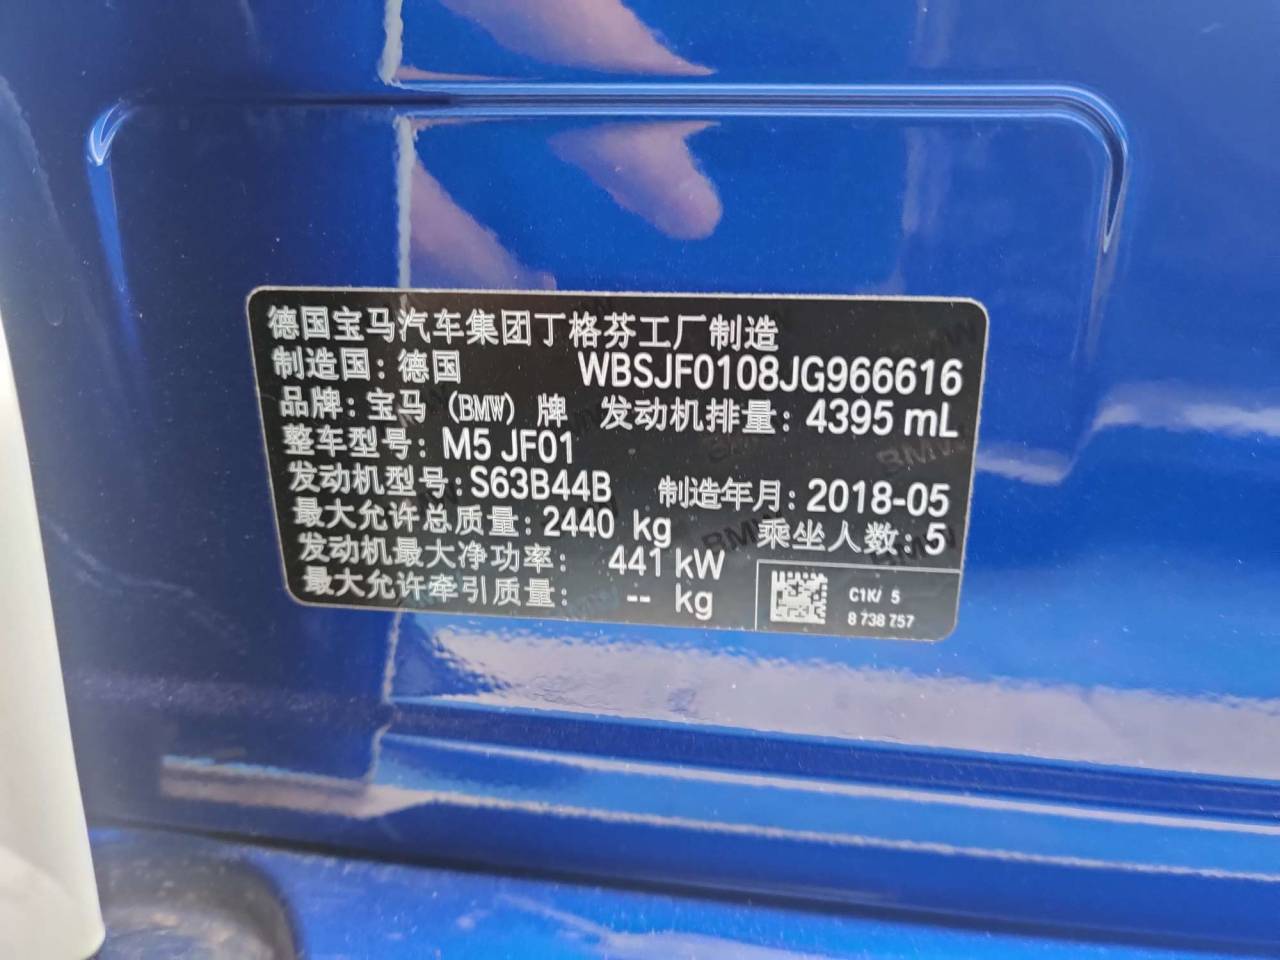 德国宝马汽车集团丁格芬工厂制造
制造国：德国 WBSJF0108JG966616
品牌：宝马（BMW）牌 发动机排量：4395 mL
整车型号：M5 JF01
发动机型号：S63B44B 制造年月：2018-05
最大允许总质量：2440 kg 乘坐人数：5
发动机最大净功率： 441 kW
最大允许牵引质量： -- kg
C1K/ 5
8 738 757